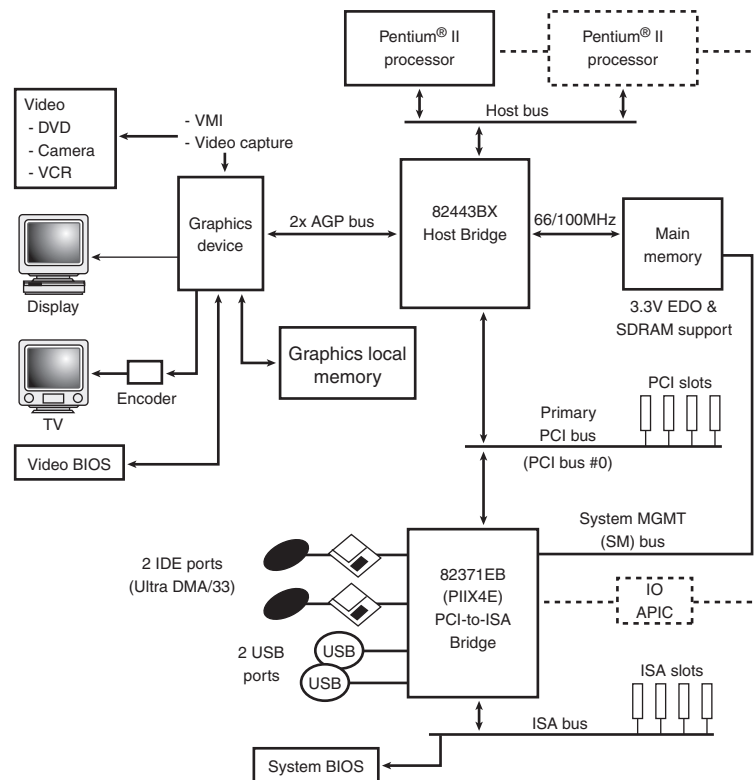 Pentium® II
processor
Pentium® II
processor
Host bus
Video
- DVD
- Camera
- VCR
- VMI
- Video capture
Graphics
device
2x AGP bus
82443BX
Host Bridge
66/100MHz
Main
memory
3.3V EDO &
SDRAM support
Display
Graphics local
memory
TV
Encoder
Video BIOS
Primary
PCI bus
(PCI bus #0)
PCI slots
System MGMT
(SM) bus
2 IDE ports
(Ultra DMA/33)
82371EB
(PIIX4E)
PCI-to-ISA
Bridge
IO
APIC
2 USB
ports
USB
USB
ISA slots
ISA bus
System BIOS